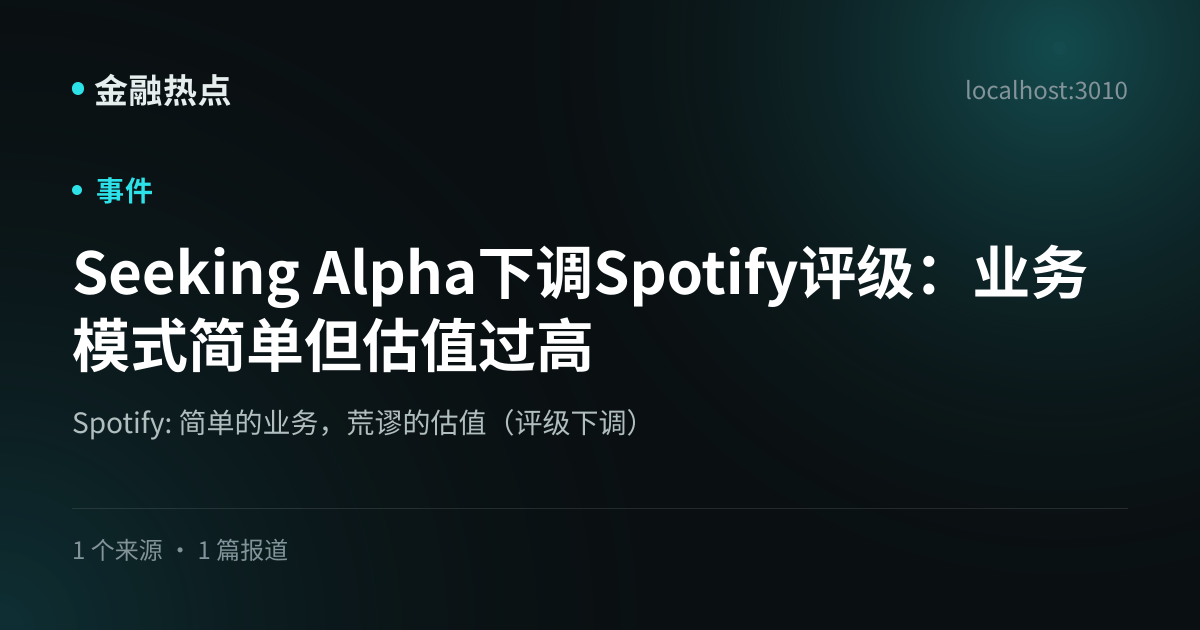 金融热点
localhost:3010
事件
Seeking Alpha下调Spotify评级：业务
模式简单但估值过高
Spotify: 简单的业务，荒谬的估值（评级下调）
1 个来源 · 1 篇报道